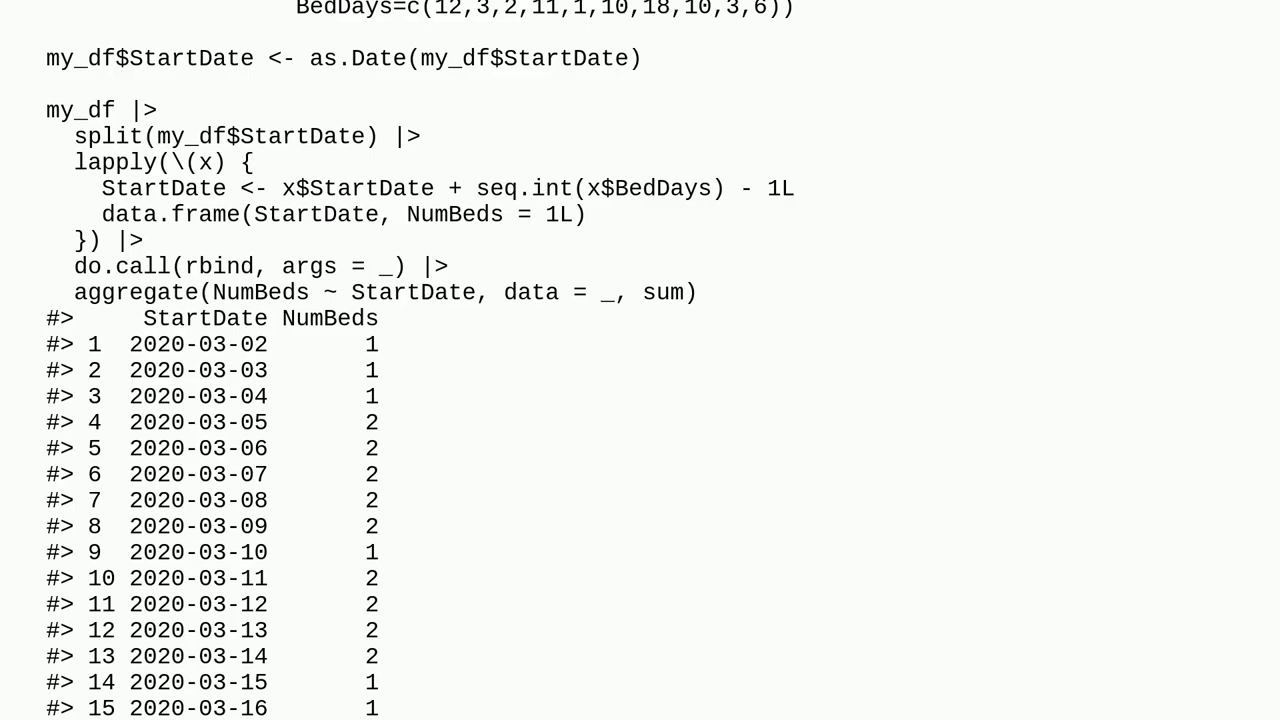 BedDays=c(12,3,2,11,1,10,18,10,3,6))
my_df$StartDate <- as.Date(my_df$StartDate)
my_df |>
  split(my_df$StartDate) |>
  lapply(\(x) {
    StartDate <- x$StartDate + seq.int(x$BedDays) - 1L
    data.frame(StartDate, NumBeds = 1L)
  }) |>
  do.call(rbind, args = _) |>
  aggregate(NumBeds ~ StartDate, data = _, sum)
#>     StartDate NumBeds
#> 1  2020-03-02       1
#> 2  2020-03-03       1
#> 3  2020-03-04       1
#> 4  2020-03-05       2
#> 5  2020-03-06       2
#> 6  2020-03-07       2
#> 7  2020-03-08       2
#> 8  2020-03-09       2
#> 9  2020-03-10       1
#> 10 2020-03-11       2
#> 11 2020-03-12       2
#> 12 2020-03-13       2
#> 13 2020-03-14       2
#> 14 2020-03-15       1
#> 15 2020-03-16       1